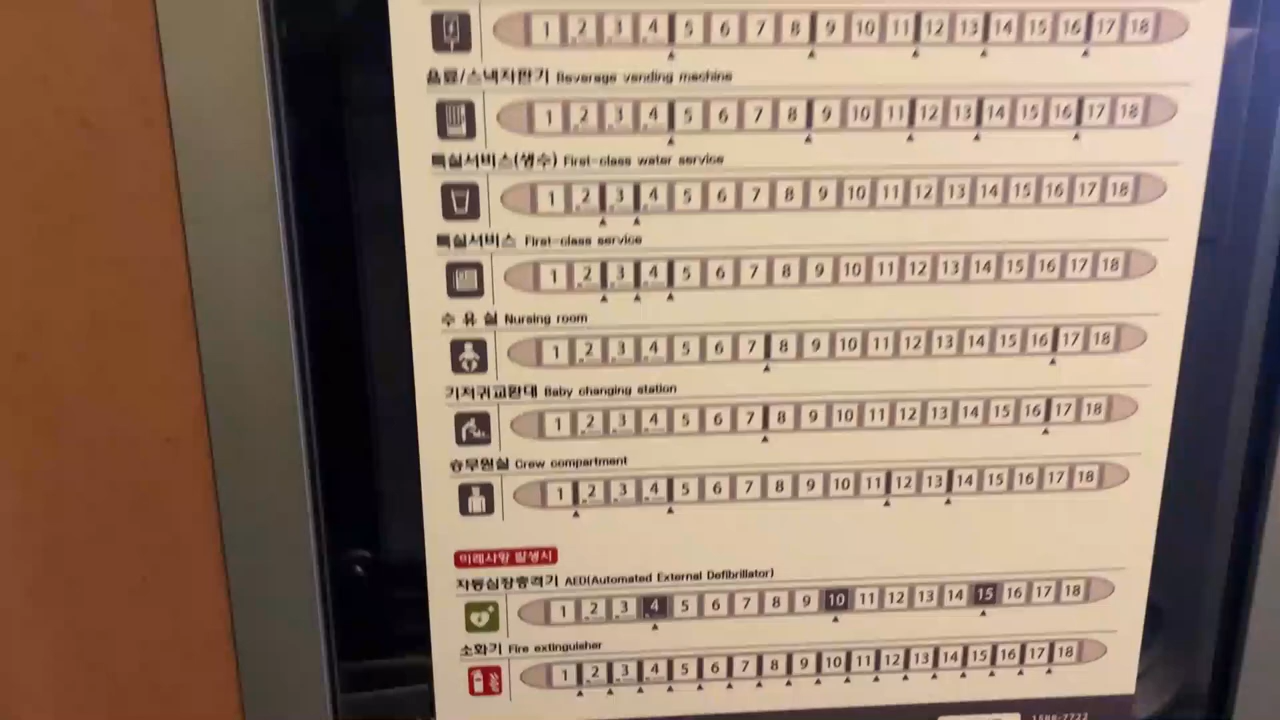 1 2 3 4 5 6 7 8 9 10 11 12 13 14 15 16 17 18
음료/스낵자판기 Beverage vending machine
1 2 3 4 5 6 7 8 9 10 11 12 13 14 15 16 17 18
특실서비스(생수) First-class water service
1 2 3 4 5 6 7 8 9 10 11 12 13 14 15 16 17 18
특실서비스 First-class service
1 2 3 4 5 6 7 8 9 10 11 12 13 14 15 16 17 18
수 유 실 Nursing room
1 2 3 4 5 6 7 8 9 10 11 12 13 14 15 16 17 18
기저귀교환대 Baby changing station
1 2 3 4 5 6 7 8 9 10 11 12 13 14 15 16 17 18
승무원실 Crew compartment
1 2 3 4 5 6 7 8 9 10 11 12 13 14 15 16 17 18
이례사항 발생시
자동심장충격기 AED(Automated External Defibrillator)
1 2 3 4 5 6 7 8 9 10 11 12 13 14 15 16 17 18
소화기 Fire extinguisher
1 2 3 4 5 6 7 8 9 10 11 12 13 14 15 16 17 18